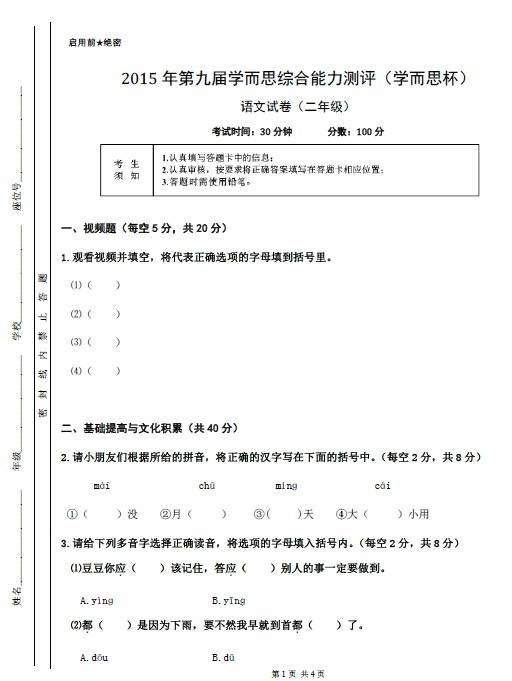 启用前★绝密
2015 年第九届学而思综合能力测评（学而思杯）
语文试卷（二年级）
考试时间：30 分钟 分数：100 分
考 生
须 知
1.认真填写答题卡中的信息；
2.认真审核，按要求将正确答案填写在答题卡相应位置；
3.答题时需使用铅笔。
一、视频题（每空 5 分，共 20 分）
1.观看视频并填空，将代表正确选项的字母填到括号里。
⑴（ ）
⑵（ ）
⑶（ ）
⑷（ ）
二、基础提高与文化积累（共 40 分）
2.请小朋友们根据所给的拼音，将正确的汉字写在下面的括号中。（每空 2 分，共 8 分）
mái chū míng cái
①（ ）没 ②月（ ） ③( )天 ④大（ ）小用
3.请给下列多音字选择正确读音，将选项的字母填入括号内。（每空 2 分，共 8 分）
⑴豆豆你应（ ）该记住，答应（ ）别人的事一定要做到。
A.yìng B.yīng
⑵都（ ）是因为下雨，要不然我早就到首都（ ）了。
A.dōu B.dū
第 1 页 共 4 页
座位号
学校
年级
姓名
密 封 线 内 禁 止 答 题